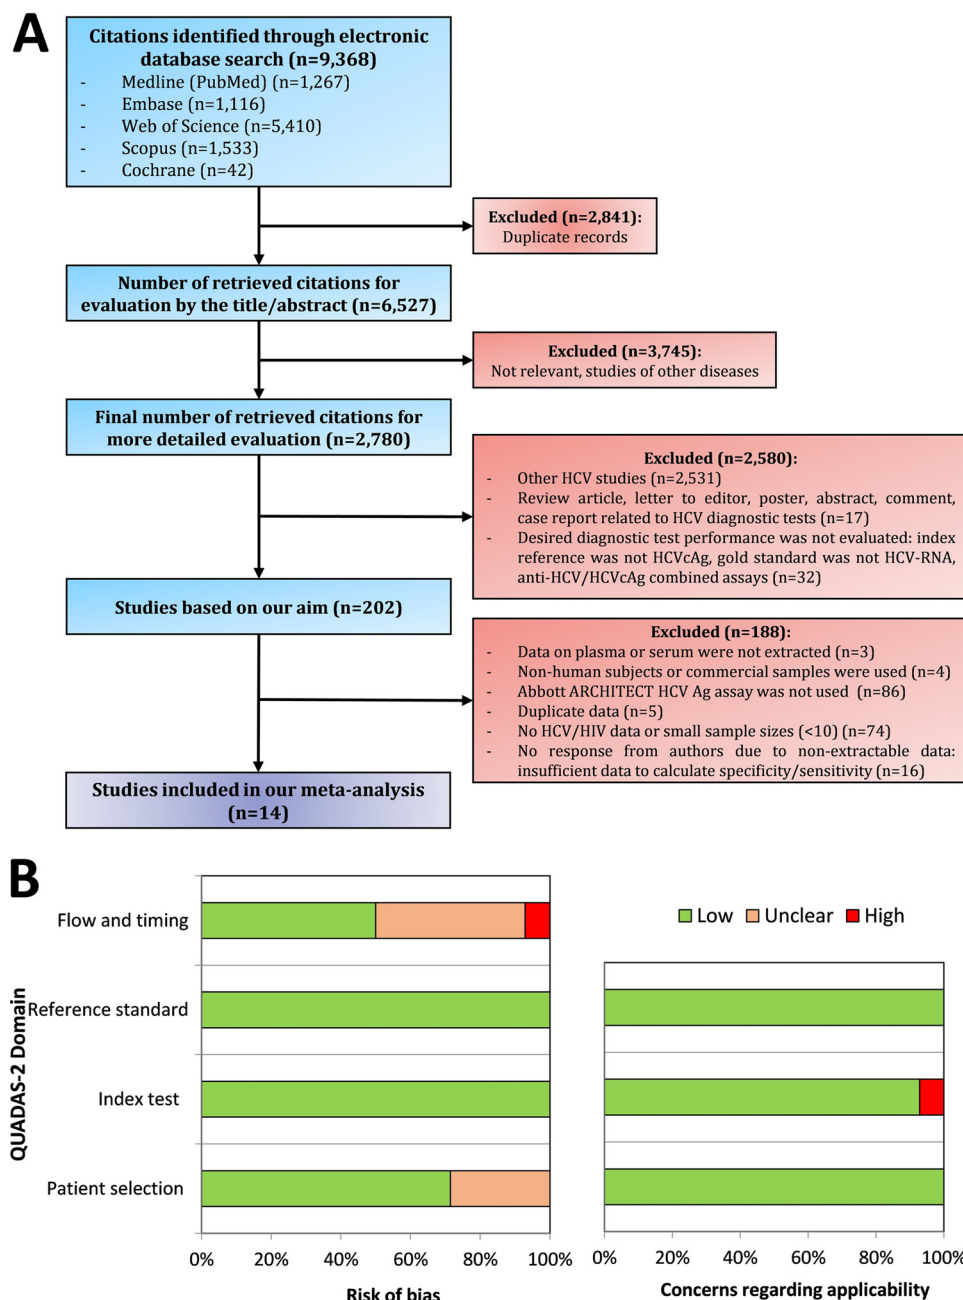 A
Citations identified through electronic
database search (n=9,368)
- Medline (PubMed) (n=1,267)
- Embase (n=1,116)
- Web of Science (n=5,410)
- Scopus (n=1,533)
- Cochrane (n=42)
Excluded (n=2,841):
Duplicate records
Number of retrieved citations for
evaluation by the title/abstract (n=6,527)
Excluded (n=3,745):
Not relevant, studies of other diseases
Final number of retrieved citations for
more detailed evaluation (n=2,780)
Excluded (n=2,580):
- Other HCV studies (n=2,531)
- Review article, letter to editor, poster, abstract, comment,
case report related to HCV diagnostic tests (n=17)
- Desired diagnostic test performance was not evaluated: index
reference was not HCVcAg, gold standard was not HCV-RNA,
anti-HCV/HCVcAg combined assays (n=32)
Studies based on our aim (n=202)
Excluded (n=188):
- Data on plasma or serum were not extracted (n=3)
- Non-human subjects or commercial samples were used (n=4)
- Abbott ARCHITECT HCV Ag assay was not used (n=86)
- Duplicate data (n=5)
- No HCV/HIV data or small sample sizes (<10) (n=74)
- No response from authors due to non-extractable data:
insufficient data to calculate specificity/sensitivity (n=16)
Studies included in our meta-analysis
(n=14)
B
QUADAS-2 Domain
Flow and timing
Reference standard
Index test
Patient selection
0% 20% 40% 60% 80% 100%
Risk of bias
Low Unclear High
0% 20% 40% 60% 80% 100%
Concerns regarding applicability